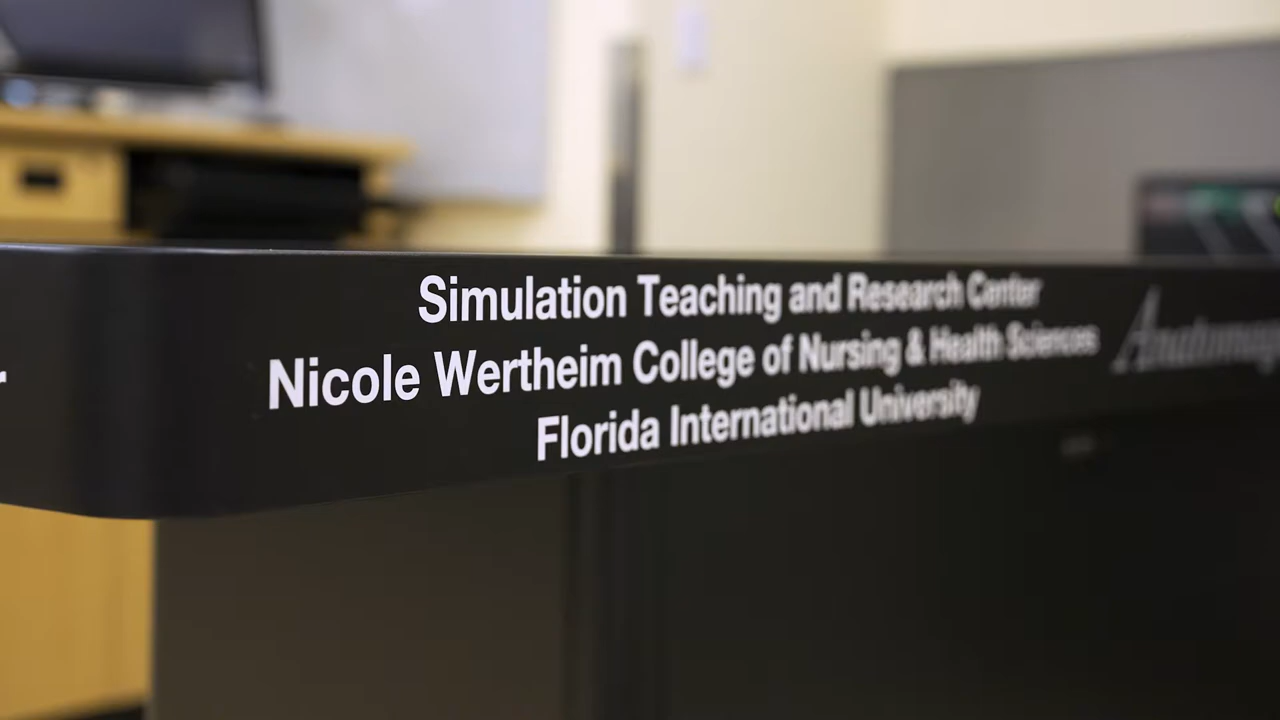 Simulation Teaching and Research Center
Nicole Wertheim College of Nursing & Health Sciences
Florida International University